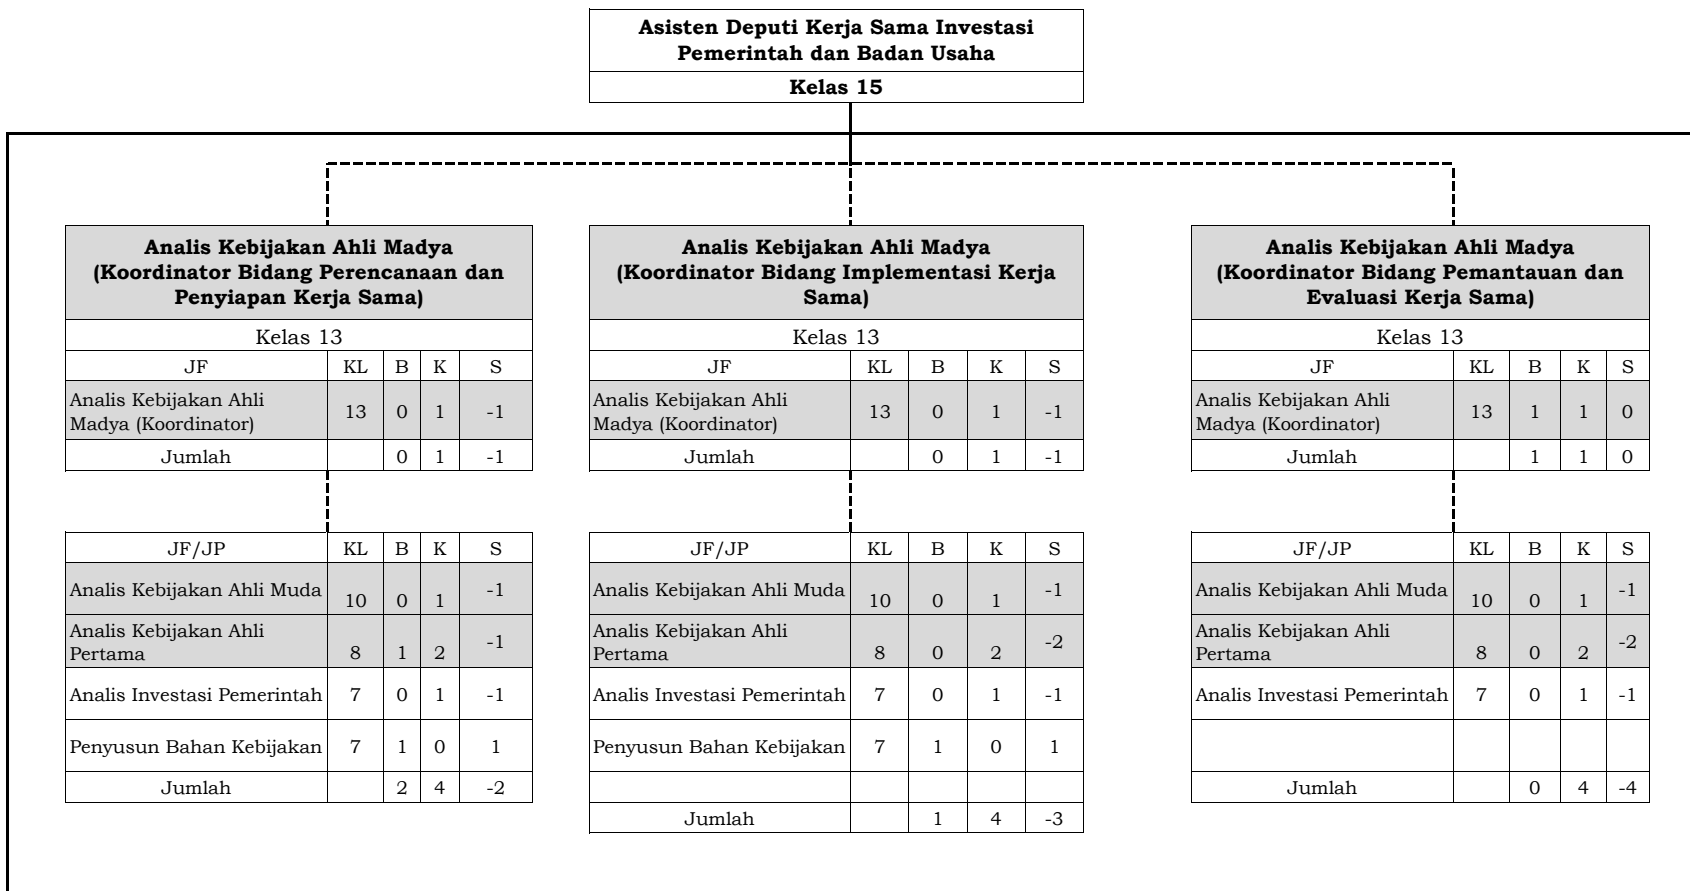 Asisten Deputi Kerja Sama Investasi
Pemerintah dan Badan Usaha
Kelas 15
Analis Kebijakan Ahli Madya
(Koordinator Bidang Perencanaan dan
Penyiapan Kerja Sama)
Kelas 13
JF KL B K S
Analis Kebijakan Ahli
Madya (Koordinator) 13 0 1 -1
Jumlah 0 1 -1
JF/JP KL B K S
Analis Kebijakan Ahli Muda 10 0 1 -1
Analis Kebijakan Ahli
Pertama 8 1 2 -1
Analis Investasi Pemerintah 7 0 1 -1
Penyusun Bahan Kebijakan 7 1 0 1
Jumlah 2 4 -2
Analis Kebijakan Ahli Madya
(Koordinator Bidang Implementasi Kerja
Sama)
Kelas 13
JF KL B K S
Analis Kebijakan Ahli
Madya (Koordinator) 13 0 1 -1
Jumlah 0 1 -1
JF/JP KL B K S
Analis Kebijakan Ahli Muda 10 0 1 -1
Analis Kebijakan Ahli
Pertama 8 0 2 -2
Analis Investasi Pemerintah 7 0 1 -1
Penyusun Bahan Kebijakan 7 1 0 1
Jumlah 1 4 -3
Analis Kebijakan Ahli Madya
(Koordinator Bidang Pemantauan dan
Evaluasi Kerja Sama)
Kelas 13
JF KL B K S
Analis Kebijakan Ahli
Madya (Koordinator) 13 1 1 0
Jumlah 1 1 0
JF/JP KL B K S
Analis Kebijakan Ahli Muda 10 0 1 -1
Analis Kebijakan Ahli
Pertama 8 0 2 -2
Analis Investasi Pemerintah 7 0 1 -1
Jumlah 0 4 -4